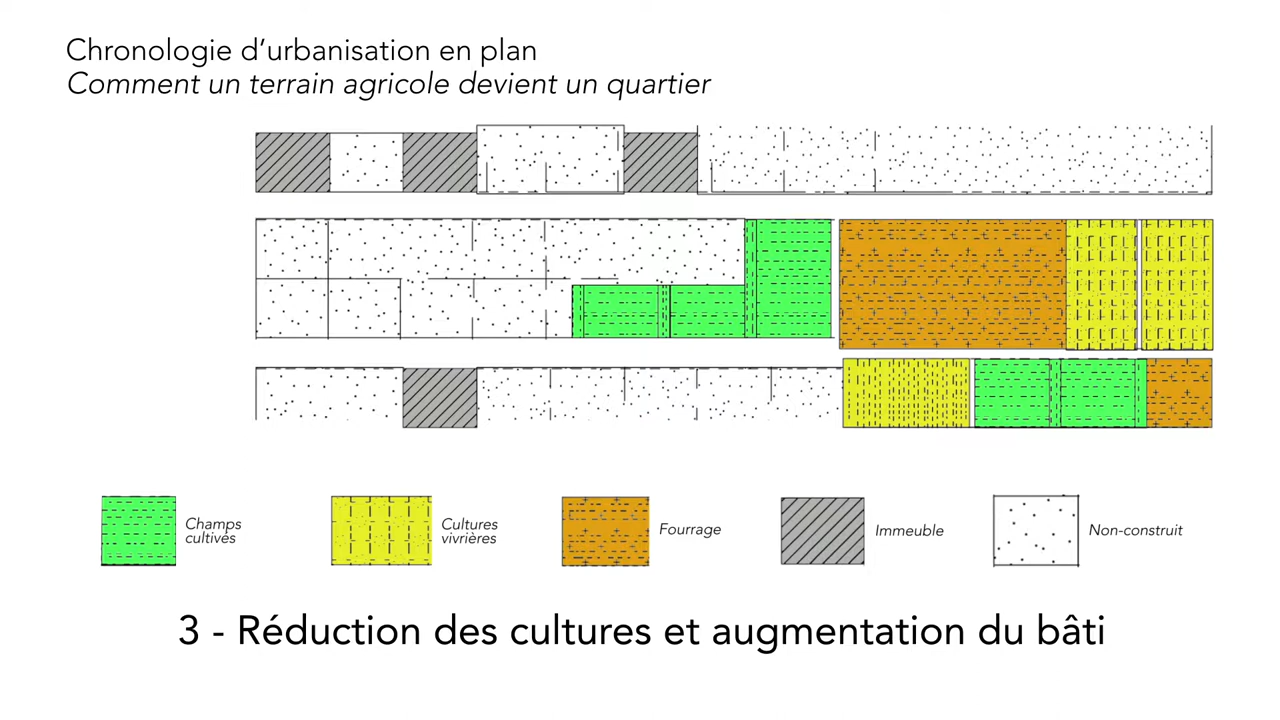 Chronologie d’urbanisation en plan
Comment un terrain agricole devient un quartier
Champs
cultivés
Cultures
vivrières
Fourrage
Immeuble
Non-construit
3 - Réduction des cultures et augmentation du bâti